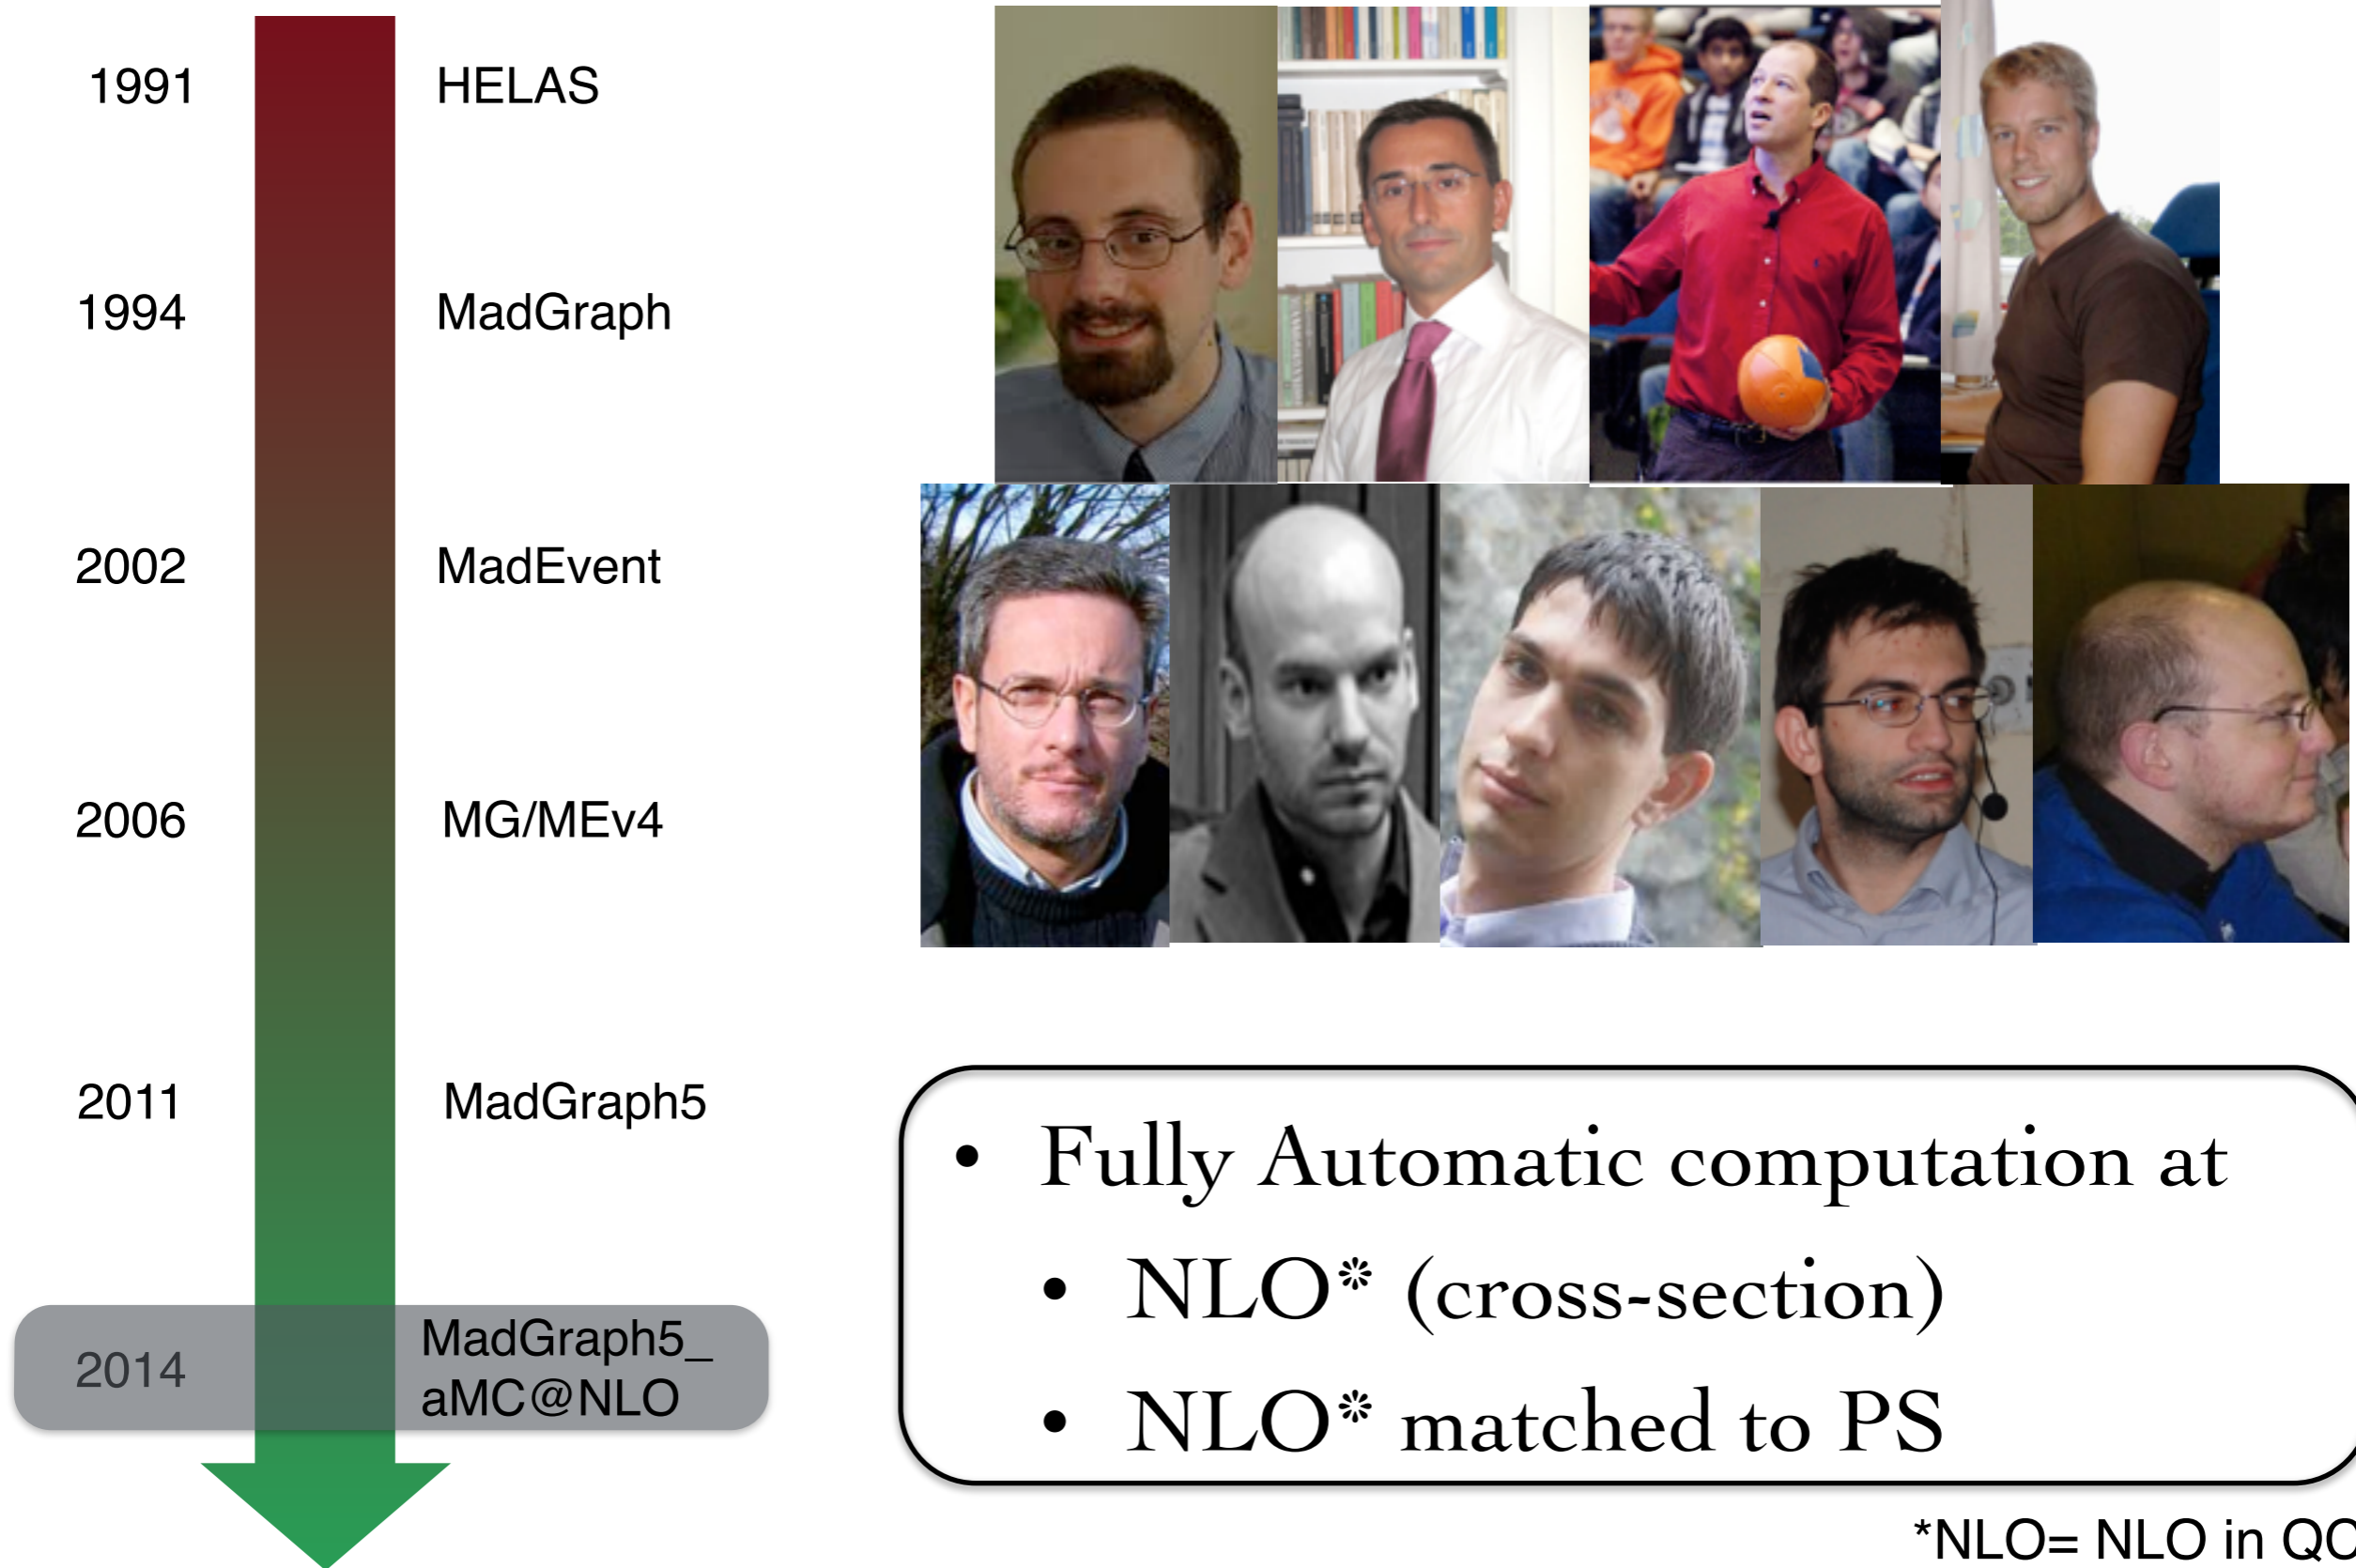 1991 HELAS
1994 MadGraph
2002 MadEvent
2006 MG/MEv4
2011 MadGraph5
2014 MadGraph5_
aMC@NLO
• Fully Automatic computation at
• NLO* (cross-section)
• NLO* matched to PS
*NLO= NLO in QC